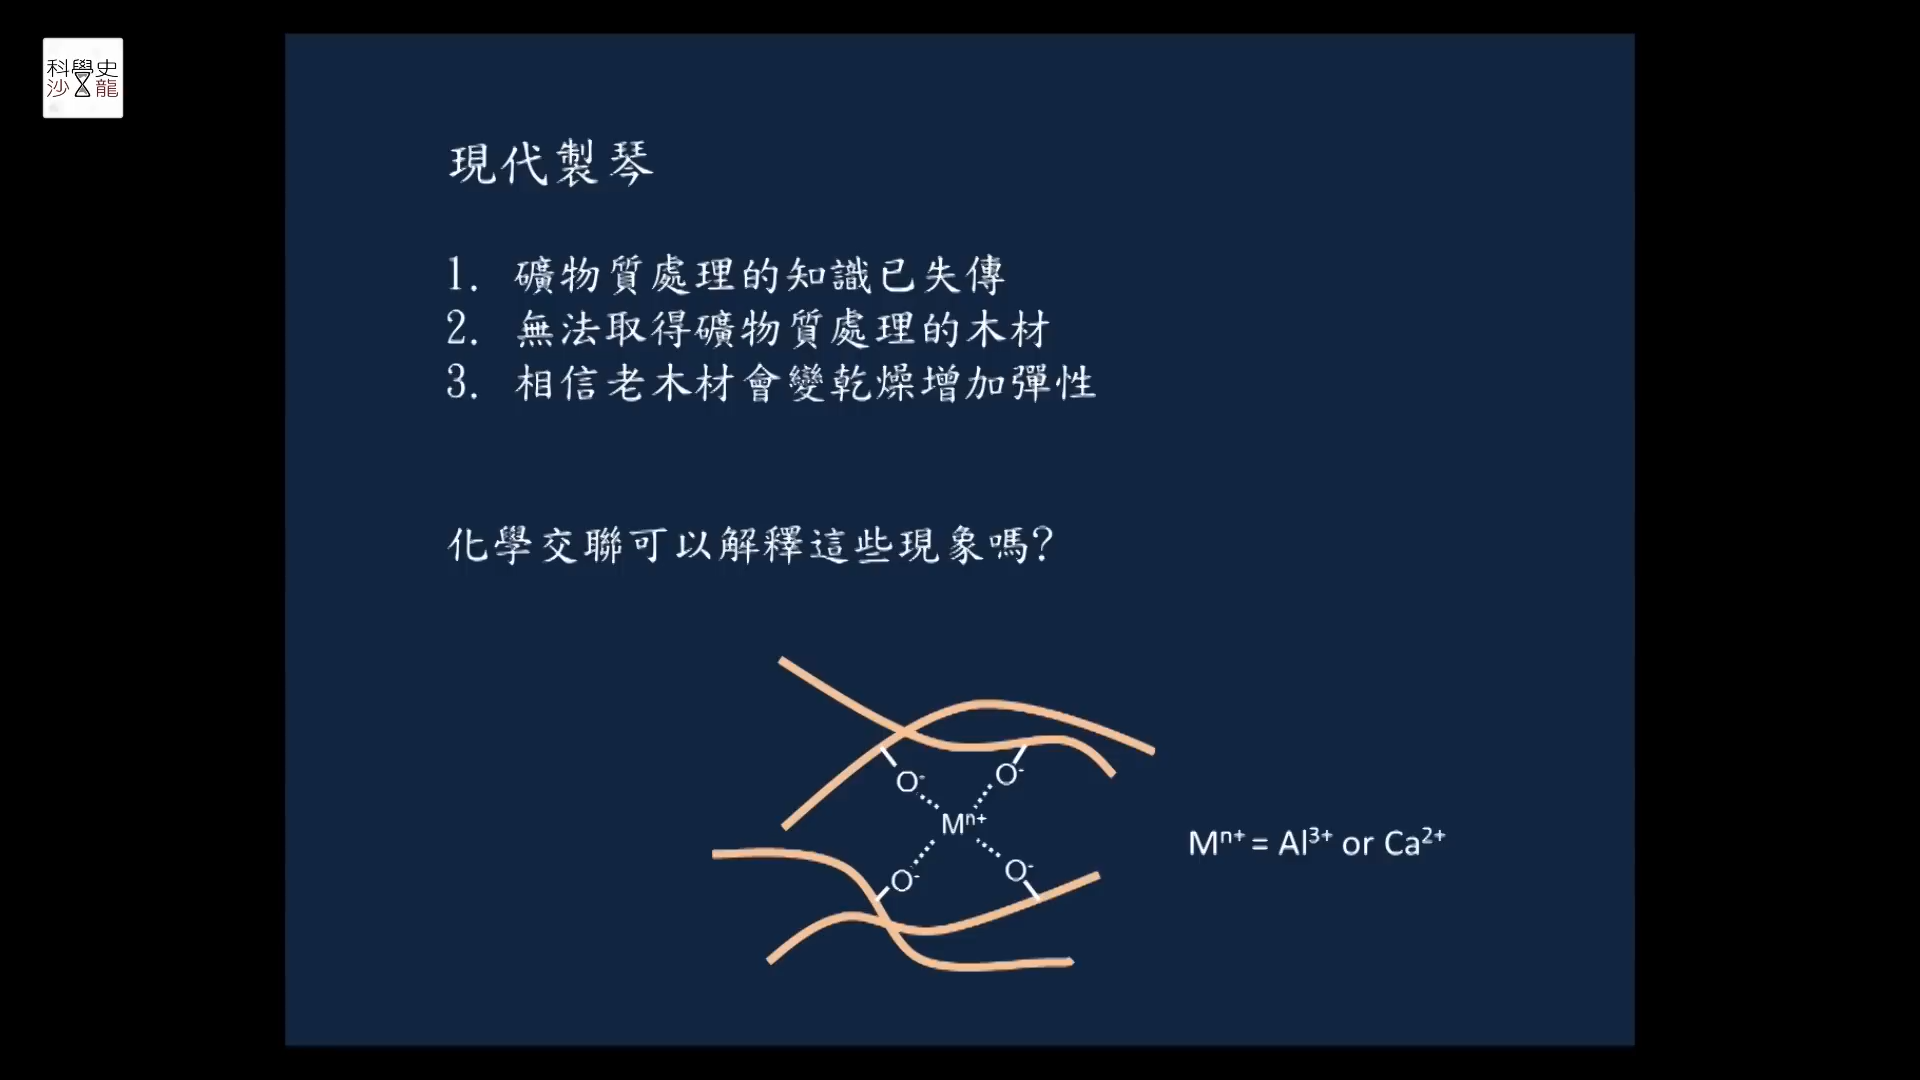 科學史
沙龍
現代製琴
1. 礦物質處理的知識已失傳
2. 無法取得礦物質處理的木材
3. 相信老木材會變乾燥增加彈性
化學交聯可以解釋這些現象嗎?
O⁻ O⁻
Mⁿ⁺
O⁻ O⁻
Mⁿ⁺ = Al³⁺ or Ca²⁺